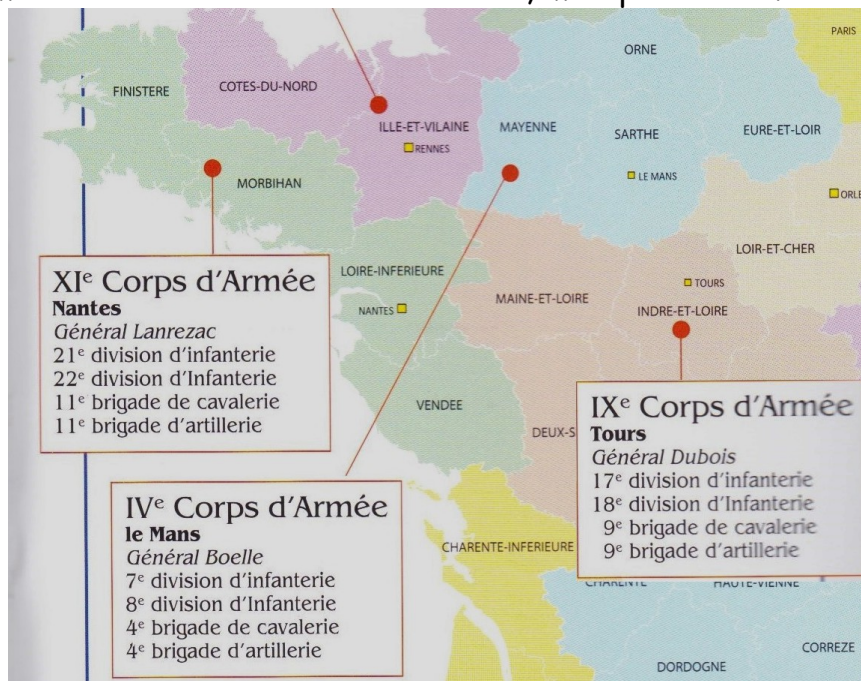 PARIS
ORNE
FINISTERE
COTES-DU-NORD
ILLE-ET-VILAINE
MAYENNE
SARTHE
EURE-ET-LOIR
RENNES
LE MANS
MORBIHAN
ORLE
LOIR-ET-CHER
LOIRE-INFERIEURE
MAINE-ET-LOIRE
TOURS
INDRE-ET-LOIRE
NANTES
VENDEE
DEUX-S
CHARENTE-INFERIEURE
CHARENTE
HAUTE-VIENNE
CORREZE
DORDOGNE
XIe Corps d'Armée
Nantes
Général Lanrezac
21e division d'infanterie
22e division d'Infanterie
11e brigade de cavalerie
11e brigade d'artillerie
IXe Corps d'Armée
Tours
Général Dubois
17e division d'infanterie
18e division d'Infanterie
9e brigade de cavalerie
9e brigade d'artillerie
IVe Corps d'Armée
le Mans
Général Boelle
7e division d'infanterie
8e division d'Infanterie
4e brigade de cavalerie
4e brigade d'artillerie